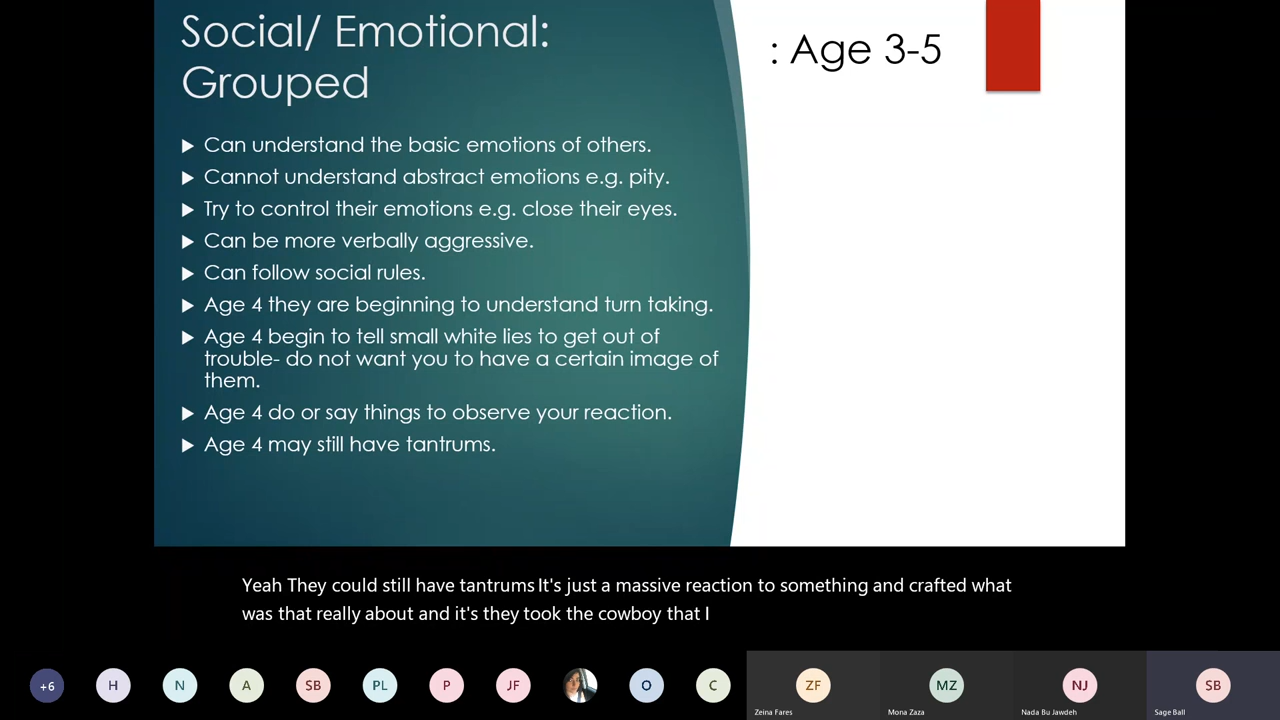 Social/ Emotional:
Grouped
: Age 3-5
Can understand the basic emotions of others.
Cannot understand abstract emotions e.g. pity.
Try to control their emotions e.g. close their eyes.
Can be more verbally aggressive.
Can follow social rules.
Age 4 they are beginning to understand turn taking.
Age 4 begin to tell small white lies to get out of
trouble- do not want you to have a certain image of
them.
Age 4 do or say things to observe your reaction.
Age 4 may still have tantrums.
Yeah They could still have tantrums It's just a massive reaction to something and crafted what
was that really about and it's they took the cowboy that I
+6 H N A SB PL P JF O C ZF MZ NJ SB
Zeina Fares Mona Zaza Nada Bu Jawdeh Sage Ball